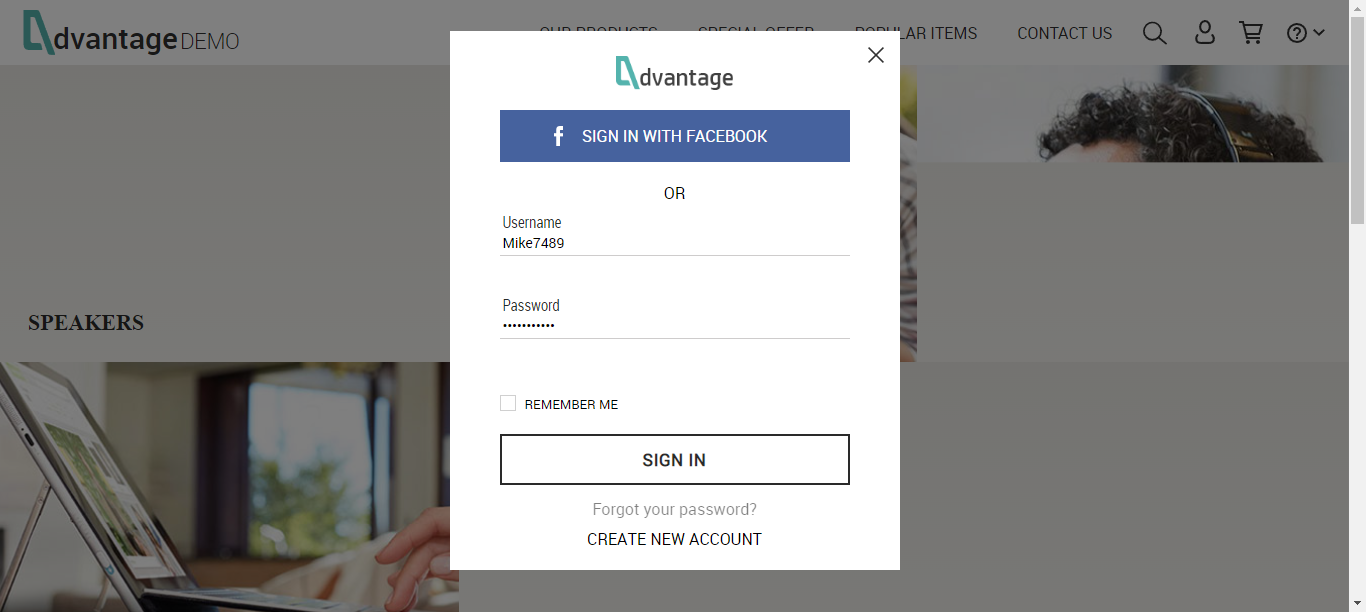 dvantage DEMO
OUR PRODUCTS SPECIAL OFFER POPULAR ITEMS CONTACT US
dvantage
f SIGN IN WITH FACEBOOK
OR
Username
Mike7489
Password
•••••••••••
REMEMBER ME
SIGN IN
Forgot your password?
CREATE NEW ACCOUNT
SPEAKERS